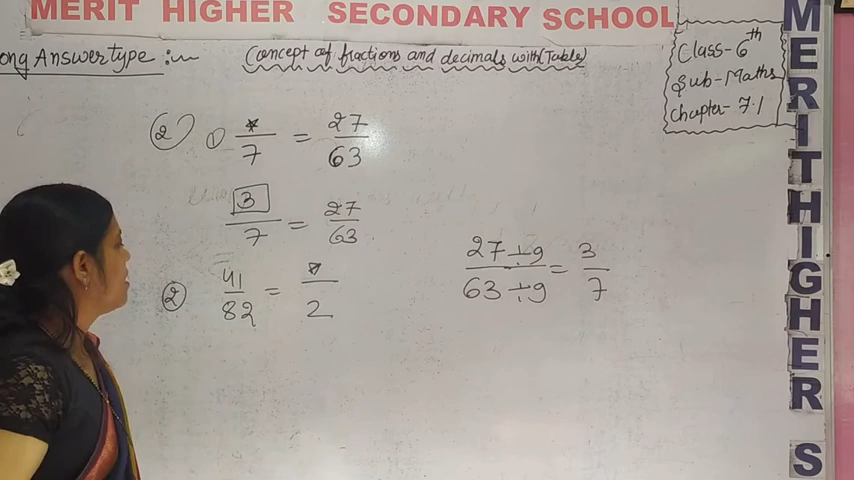 MERIT HIGHER SECONDARY SCHOOL
ong Answer type :~
Concept of fractions and decimals with (Table)
Class-6th
Sub-Maths
Chapter- 7.1
(2) (1) */7 = 27/63
3/7 = 27/63
(2) 41/82 = */2
27÷9/63÷9 = 3/7
MERIT HIGHER S